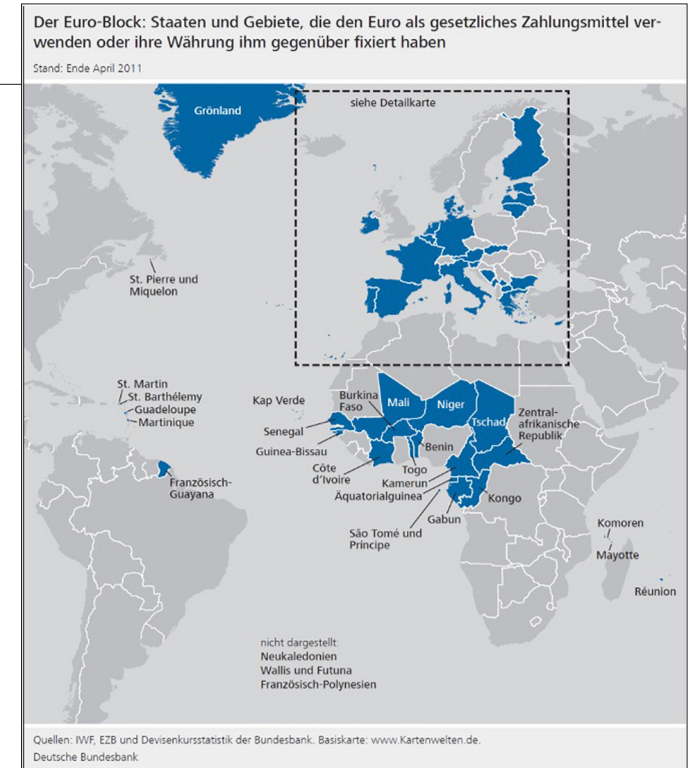 Der Euro-Block: Staaten und Gebiete, die den Euro als gesetzliches Zahlungsmittel ver-
wenden oder ihre Währung ihm gegenüber fixiert haben
Stand: Ende April 2011
Grönland
siehe Detailkarte
St. Pierre und
Miquelon
St. Martin
St. Barthélemy
Guadeloupe
Martinique
Kap Verde
Burkina
Faso
Mali
Niger
Tschad
Zentral-
afrikanische
Republik
Senegal
Guinea-Bissau
Benin
Französisch-
Guayana
Côte
d'Ivoire
Togo
Kamerun
Äquatorialguinea
Kongo
Gabun
São Tomé und
Príncipe
Komoren
Mayotte
Réunion
nicht dargestellt:
Neukaledonien
Wallis und Futuna
Französisch-Polynesien
Quellen: IWF, EZB und Devisenkursstatistik der Bundesbank. Basiskarte: www.Kartenwelten.de.
Deutsche Bundesbank